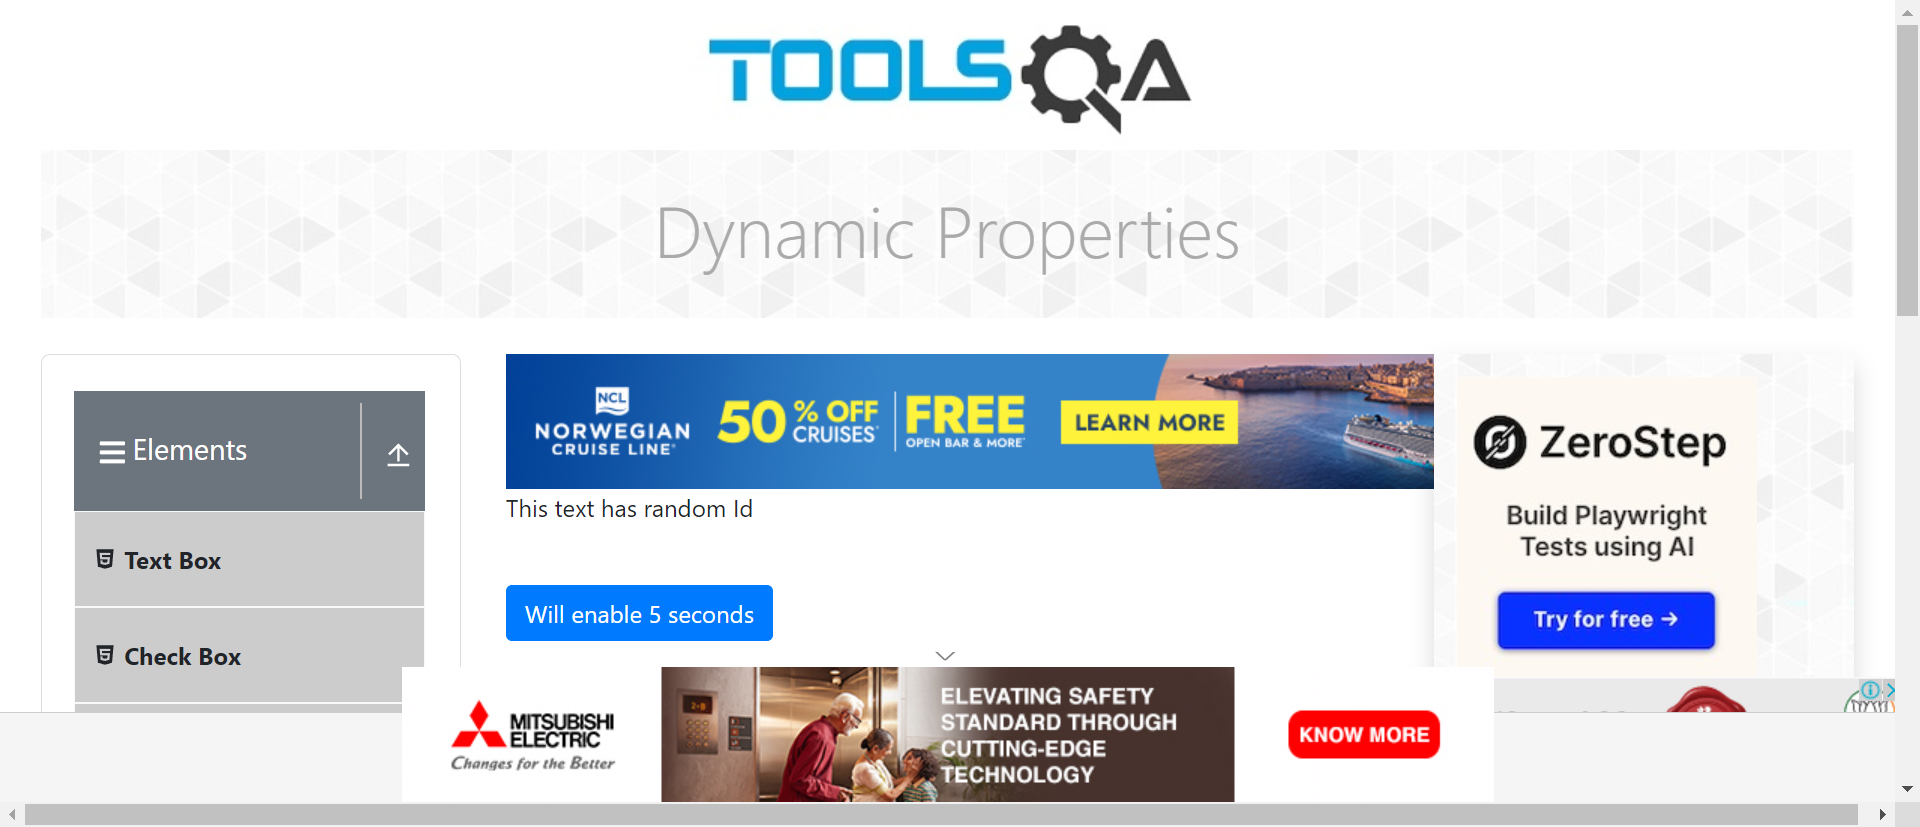 TOOLSQA
Dynamic Properties
Elements
Text Box
Check Box
NCL
NORWEGIAN
CRUISE LINE®
50% OFF
CRUISES*
FREE
OPEN BAR & MORE*
LEARN MORE
This text has random Id
Will enable 5 seconds
ZeroStep
Build Playwright
Tests using AI
Try for free →
MITSUBISHI
ELECTRIC
Changes for the Better
ELEVATING SAFETY
STANDARD THROUGH
CUTTING-EDGE
TECHNOLOGY
KNOW MORE